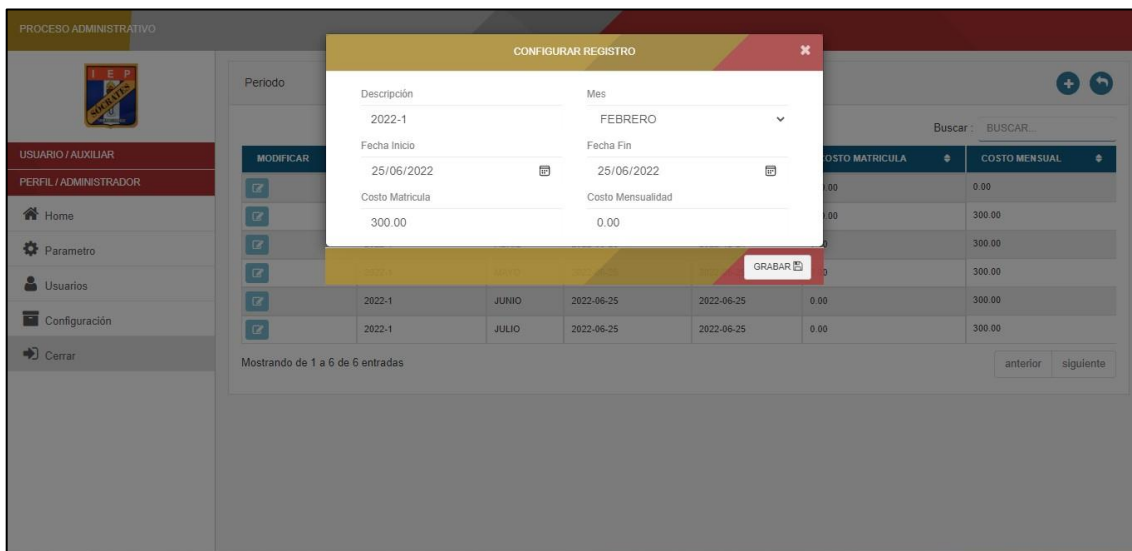 PROCESO ADMINISTRATIVO
CONFIGURAR REGISTRO
I E P
SOCRATES
Periodo
Descripción Mes
2022-1 FEBRERO
Fecha Inicio Fecha Fin
25/06/2022 25/06/2022
Costo Matricula Costo Mensualidad
300.00 0.00
GRABAR
Buscar : BUSCAR...
USUARIO / AUXILIAR
PERFIL / ADMINISTRADOR
Home
Parametro
Usuarios
Configuración
Cerrar
MODIFICAR COSTO MENSUAL
0.00
300.00
300.00
300.00
2022-1 JUNIO 2022-06-25 2022-06-25 0.00 300.00
2022-1 JULIO 2022-06-25 2022-06-25 0.00 300.00
Mostrando de 1 a 6 de 6 entradas
anterior siguiente